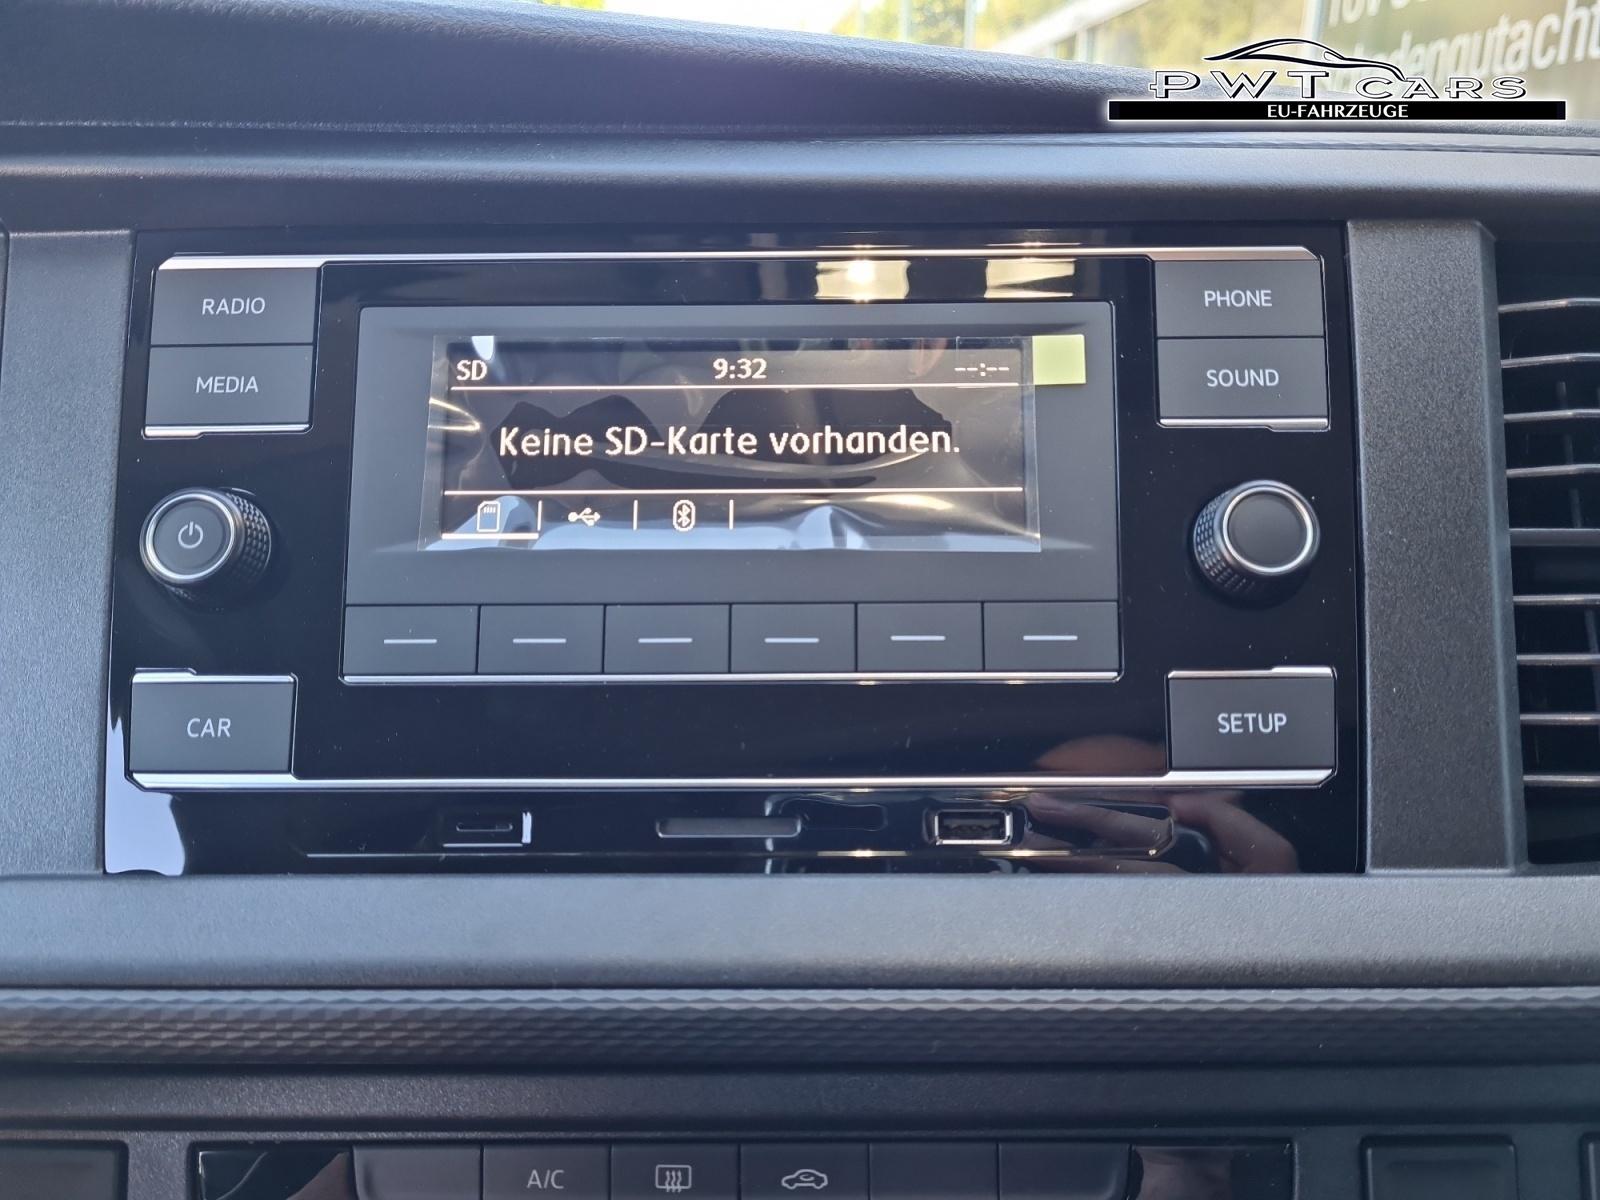 PWT CARS
EU-FAHRZEUGE
RADIO
MEDIA
PHONE
SOUND
SD 9:32 --:--
Keine SD-Karte vorhanden.
CAR
SETUP
A/C